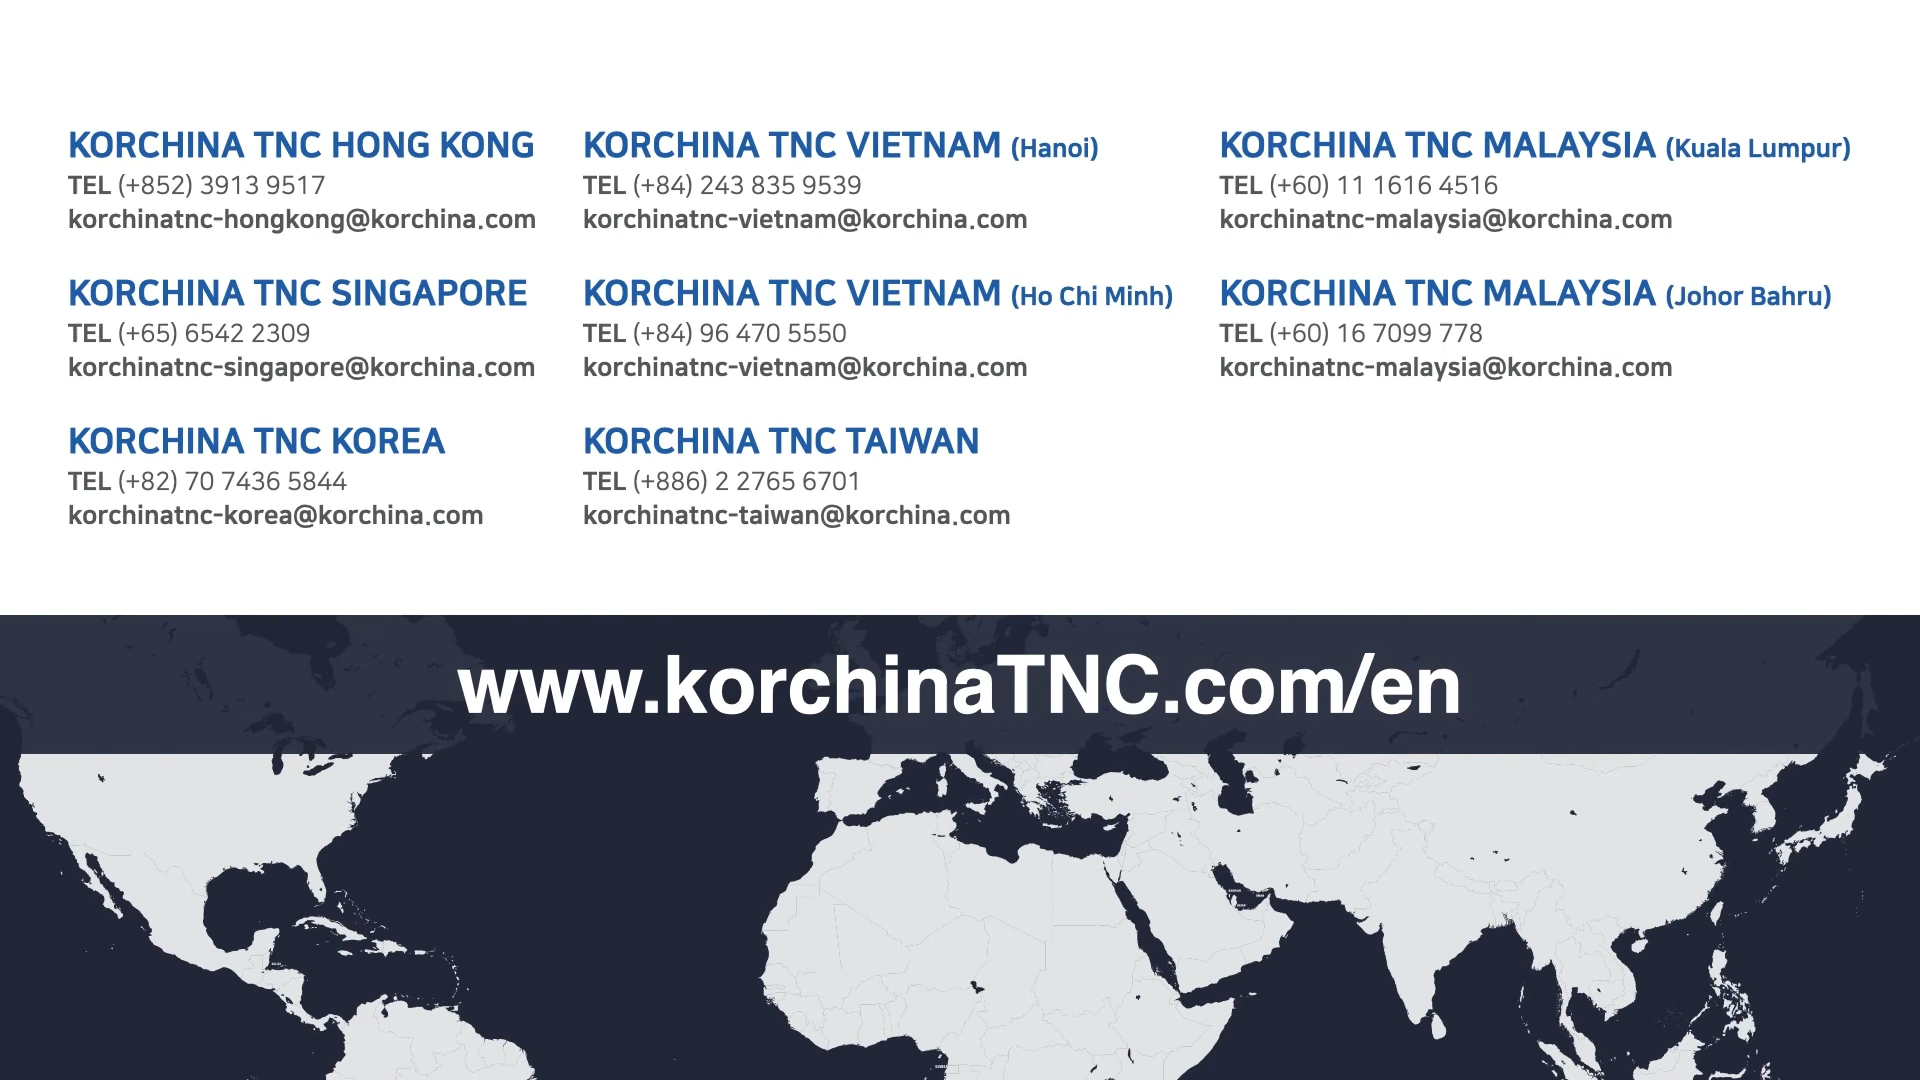 KORCHINA TNC HONG KONG
TEL (+852) 3913 9517
korchinatnc-hongkong@korchina.com
KORCHINA TNC SINGAPORE
TEL (+65) 6542 2309
korchinatnc-singapore@korchina.com
KORCHINA TNC KOREA
TEL (+82) 70 7436 5844
korchinatnc-korea@korchina.com
KORCHINA TNC VIETNAM (Hanoi)
TEL (+84) 243 835 9539
korchinatnc-vietnam@korchina.com
KORCHINA TNC VIETNAM (Ho Chi Minh)
TEL (+84) 96 470 5550
korchinatnc-vietnam@korchina.com
KORCHINA TNC TAIWAN
TEL (+886) 2 2765 6701
korchinatnc-taiwan@korchina.com
KORCHINA TNC MALAYSIA (Kuala Lumpur)
TEL (+60) 11 1616 4516
korchinatnc-malaysia@korchina.com
KORCHINA TNC MALAYSIA (Johor Bahru)
TEL (+60) 16 7099 778
korchinatnc-malaysia@korchina.com
www.korchinaTNC.com/en